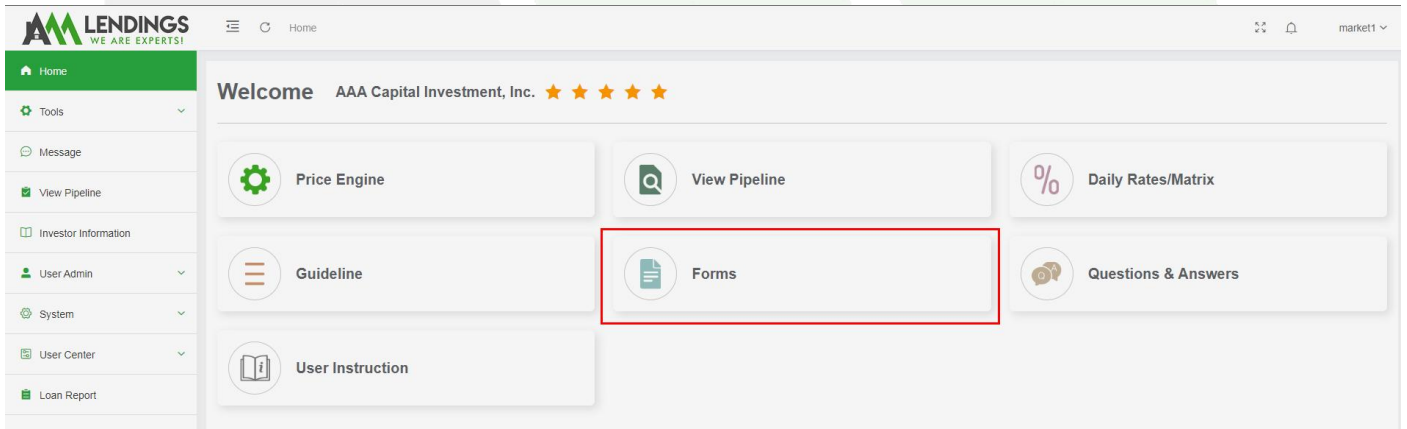 AAA LENDINGS
WE ARE EXPERTS!
Home
market1
Home
Tools
Message
View Pipeline
Investor Information
User Admin
System
User Center
Loan Report
Welcome AAA Capital Investment, Inc.
Price Engine
View Pipeline
% Daily Rates/Matrix
Guideline
Forms
Q A Questions & Answers
i User Instruction